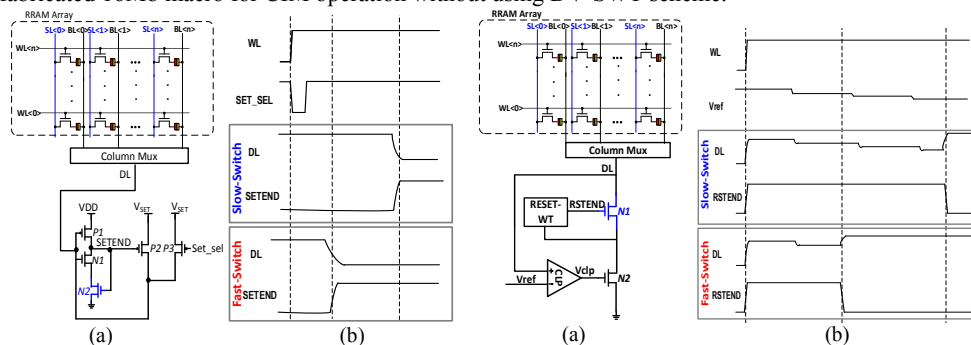 fabricated 16Mb macro for CIM operation without using DV-SWT scheme.
RRAM Array
SL<0> BL<0> SL<1> BL<1> SL<n> BL<n>
WL<n>
WL<0>
Column Mux
DL
VDD
VSET
VSET
P1
SETEND
N1
P2
P3
Set_sel
N2
(a)
WL
SET_SEL
Slow-Switch
DL
SETEND
Fast-Switch
DL
SETEND
(b)
RRAM Array
SL<0> BL<0> SL<1> BL<1> SL<n> BL<n>
WL<n>
WL<0>
Column Mux
DL
RESET-
WT
RSTEND
N1
CLP
Vclp
N2
Vref
(a)
WL
Vref
Slow-Switch
DL
RSTEND
Fast-Switch
DL
RSTEND
(b)